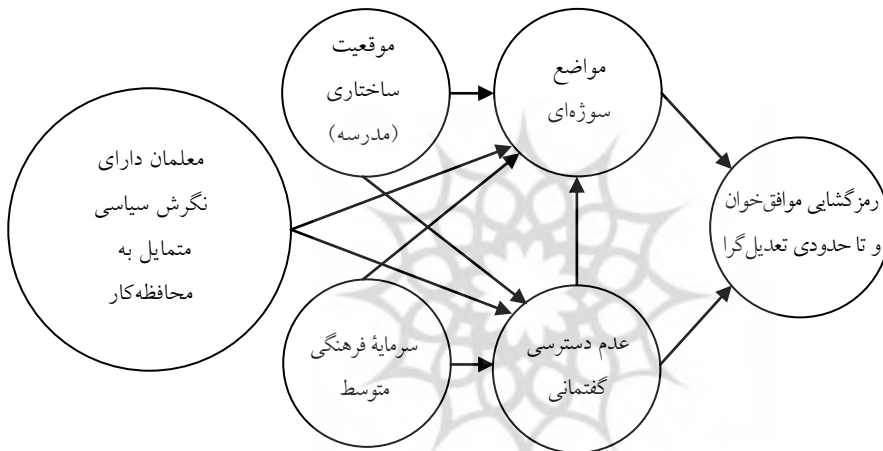 موقعیت
ساختاری
(مدرسه)
مواضع
سوژه‌ای
معلمان دارای
نگرش سیاسی
متمایل به
محافظه‌کار
رمزگشایی موافق‌خوان
و تا حدودی تعدیل‌گرا
سرمایهٔ فرهنگی
متوسط
عدم دسترسی
گفتمانی